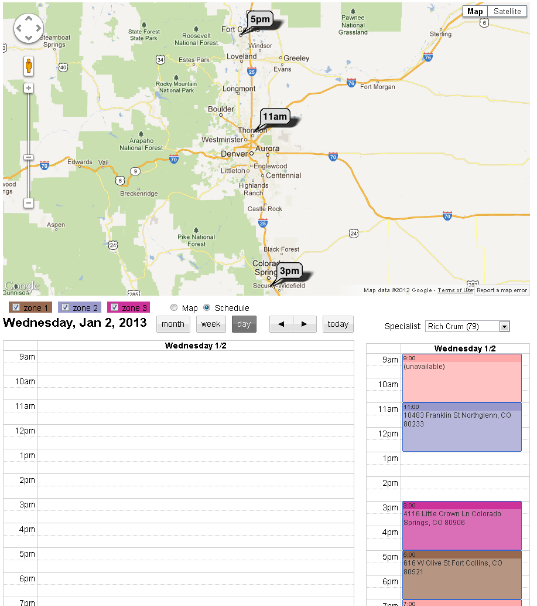 5pm
Fort
Pawnee
National
Grassland
Map Satellite
Steamboat
Springs
State Forest
State Park
Roosevelt
National Forest
Windsor
Sterling
Loveland
Greeley
Estes Park
Evans
Rocky Mountain
National Park
Longmont
Fort Morgan
Boulder
11am
Thornton
Arapaho
National Forest
Westminster
Denver
Aurora
Edwards Vail
Englewood
Littleton
Centennial
Highlands
Ranch
Breckenridge
Castle Rock
Aspen
Pike National
Forest
Black Forest
Colorado
Springs
3pm
Security-Widefield
Google
Gunnison
Map data ©2012 Google - Terms of Use Report a map error
zone 1 zone 2 zone 3 Map Schedule
Wednesday, Jan 2, 2013 month week day today Specialist: Rich Crum (79)
Wednesday 1/2
9am
10am
11am
12pm
1pm
2pm
3pm
4pm
5pm
6pm
7pm
Wednesday 1/2
9am
9:00
(unavailable)
10am
11am
11:00
10463 Franklin St Northglenn, CO
80233
12pm
1pm
2pm
3pm
3:00
4116 Little Crown Ln Colorado
Springs, CO 80906
4pm
5pm
5:00
816 W Olive St Fort Collins, CO
80521
6pm
7pm
7:00